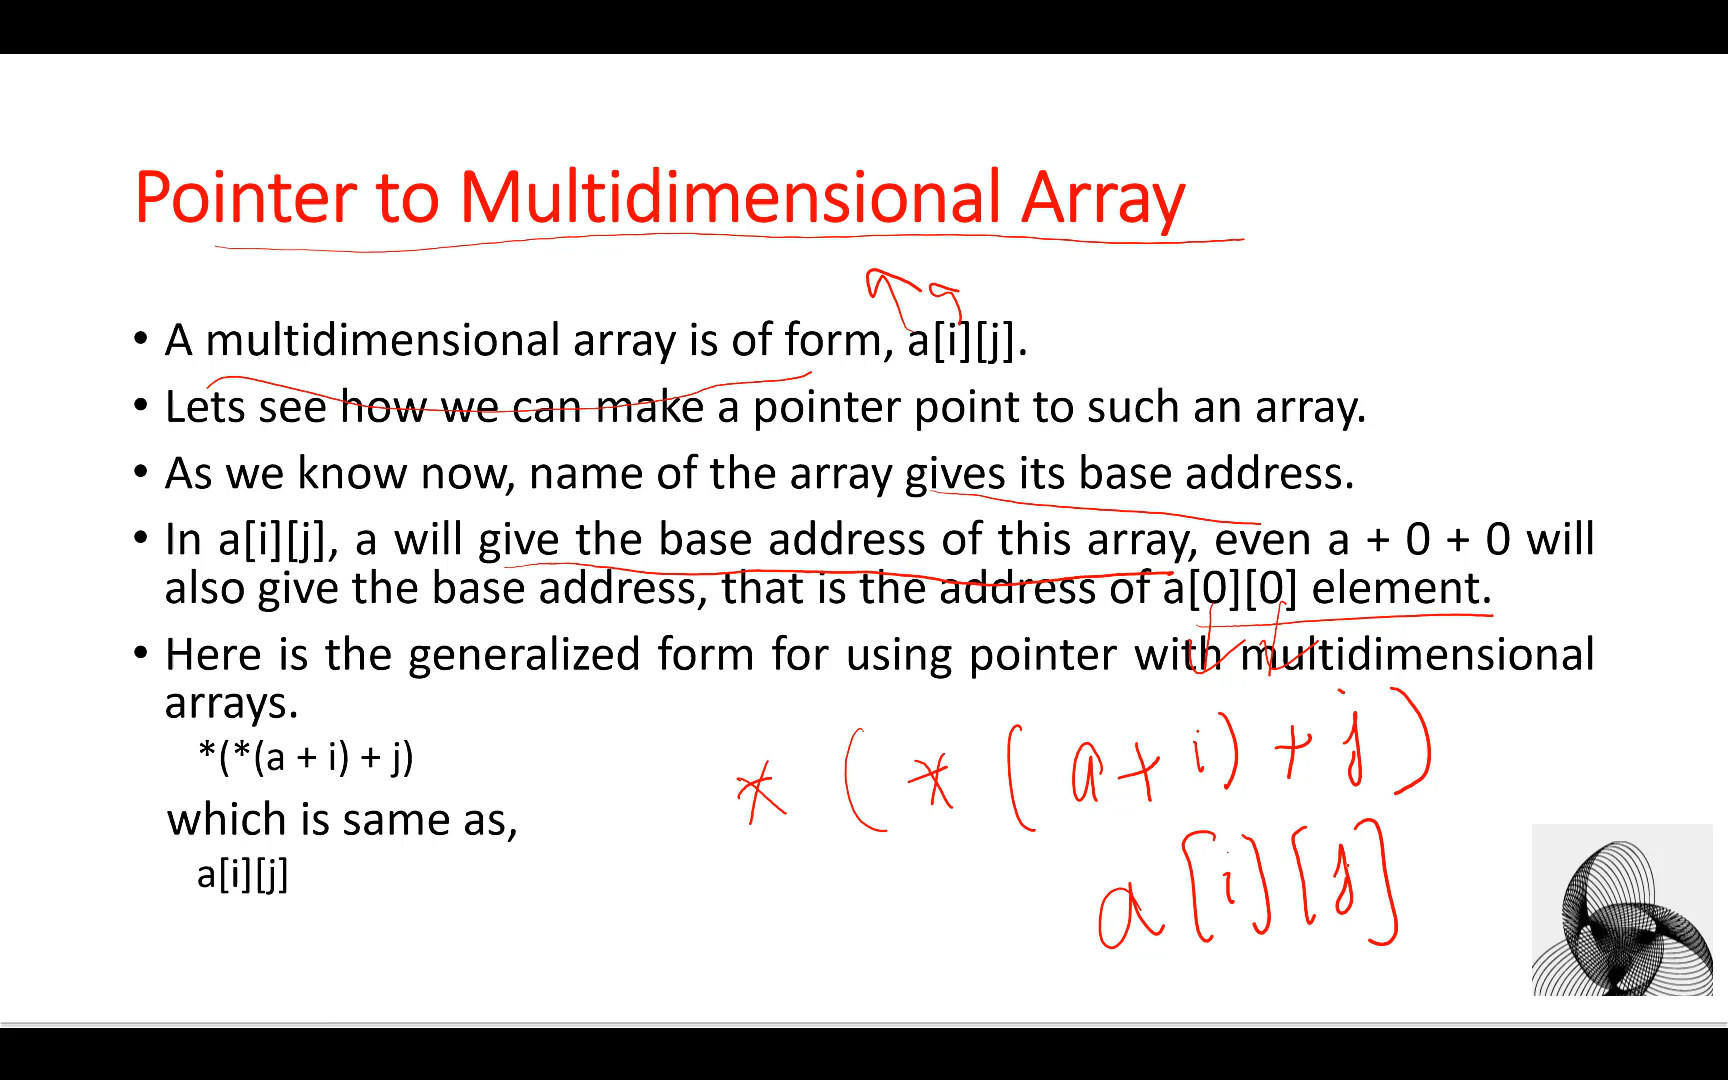 Pointer to Multidimensional Array
• A multidimensional array is of form, a[i][j].
• Lets see how we can make a pointer point to such an array.
• As we know now, name of the array gives its base address.
• In a[i][j], a will give the base address of this array, even a + 0 + 0 will
also give the base address, that is the address of a[0][0] element.
• Here is the generalized form for using pointer with multidimensional
arrays.
*(*(a + i) + j)
which is same as,
a[i][j]
* ( * ( a + i ) + j )
a [ i ] [ j ]